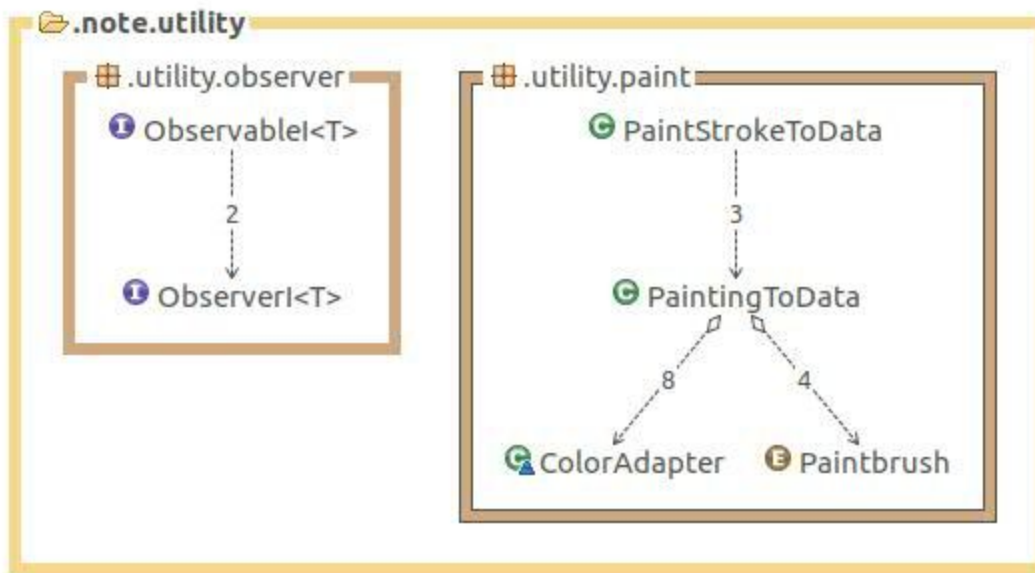 .note.utility
.utility.observer
I ObservableI<T>
2
I ObserverI<T>
.utility.paint
C PaintStrokeToData
3
C PaintingToData
8 4
C ColorAdapter E Paintbrush